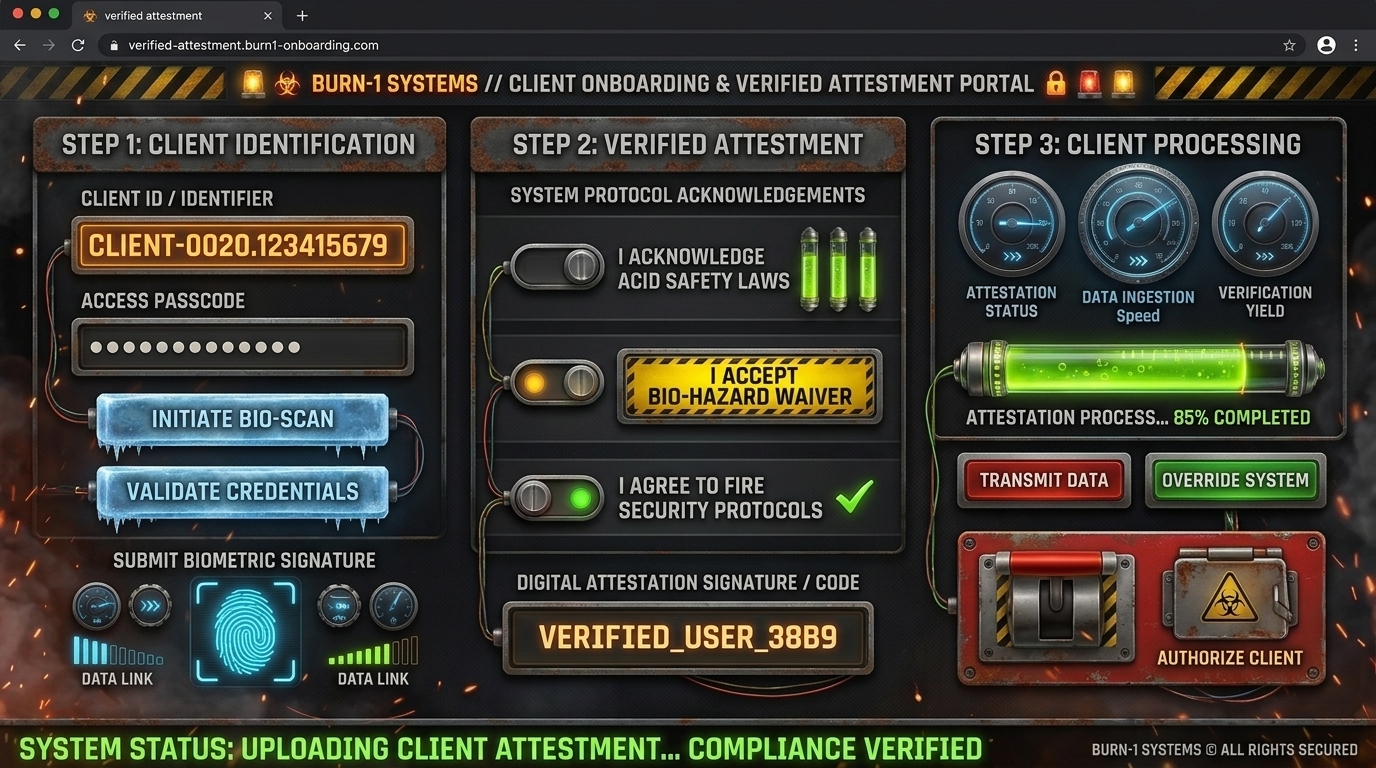 verified attestment
verified-attestment.burn1-onboarding.com
BURN-1 SYSTEMS // CLIENT ONBOARDING & VERIFIED ATTESTMENT PORTAL
STEP 1: CLIENT IDENTIFICATION
CLIENT ID / IDENTIFIER
CLIENT-0020.123415679
ACCESS PASSCODE
INITIATE BIO-SCAN
VALIDATE CREDENTIALS
SUBMIT BIOMETRIC SIGNATURE
DATA LINK
DATA LINK
STEP 2: VERIFIED ATTESTMENT
SYSTEM PROTOCOL ACKNOWLEDGEMENTS
I ACKNOWLEDGE
ACID SAFETY LAWS
I ACCEPT
BIO-HAZARD WAIVER
I AGREE TO FIRE
SECURITY PROTOCOLS
DIGITAL ATTESTATION SIGNATURE / CODE
VERIFIED_USER_38B9
STEP 3: CLIENT PROCESSING
ATTESTATION
STATUS
DATA INGESTION
Speed
VERIFICATION
YIELD
ATTESTATION PROCESS... 85% COMPLETED
TRANSMIT DATA
OVERRIDE SYSTEM
AUTHORIZE CLIENT
SYSTEM STATUS: UPLOADING CLIENT ATTESTMENT... COMPLIANCE VERIFIED
BURN-1 SYSTEMS © ALL RIGHTS SECURED